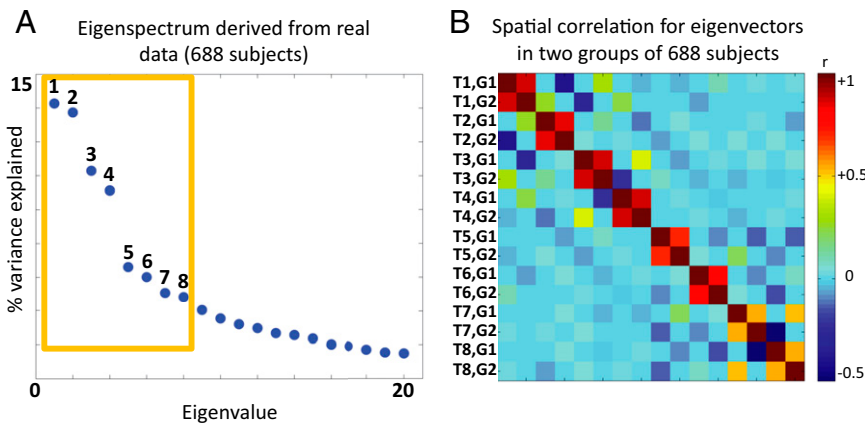 A
Eigenspectrum derived from real
data (688 subjects)
% variance explained
15
1
2
3
4
5
6
7
8
0
20
Eigenvalue
B
Spatial correlation for eigenvectors
in two groups of 688 subjects
T1,G1
T1,G2
T2,G1
T2,G2
T3,G1
T3,G2
T4,G1
T4,G2
T5,G1
T5,G2
T6,G1
T6,G2
T7,G1
T7,G2
T8,G1
T8,G2
r
+1
+0.5
0
-0.5